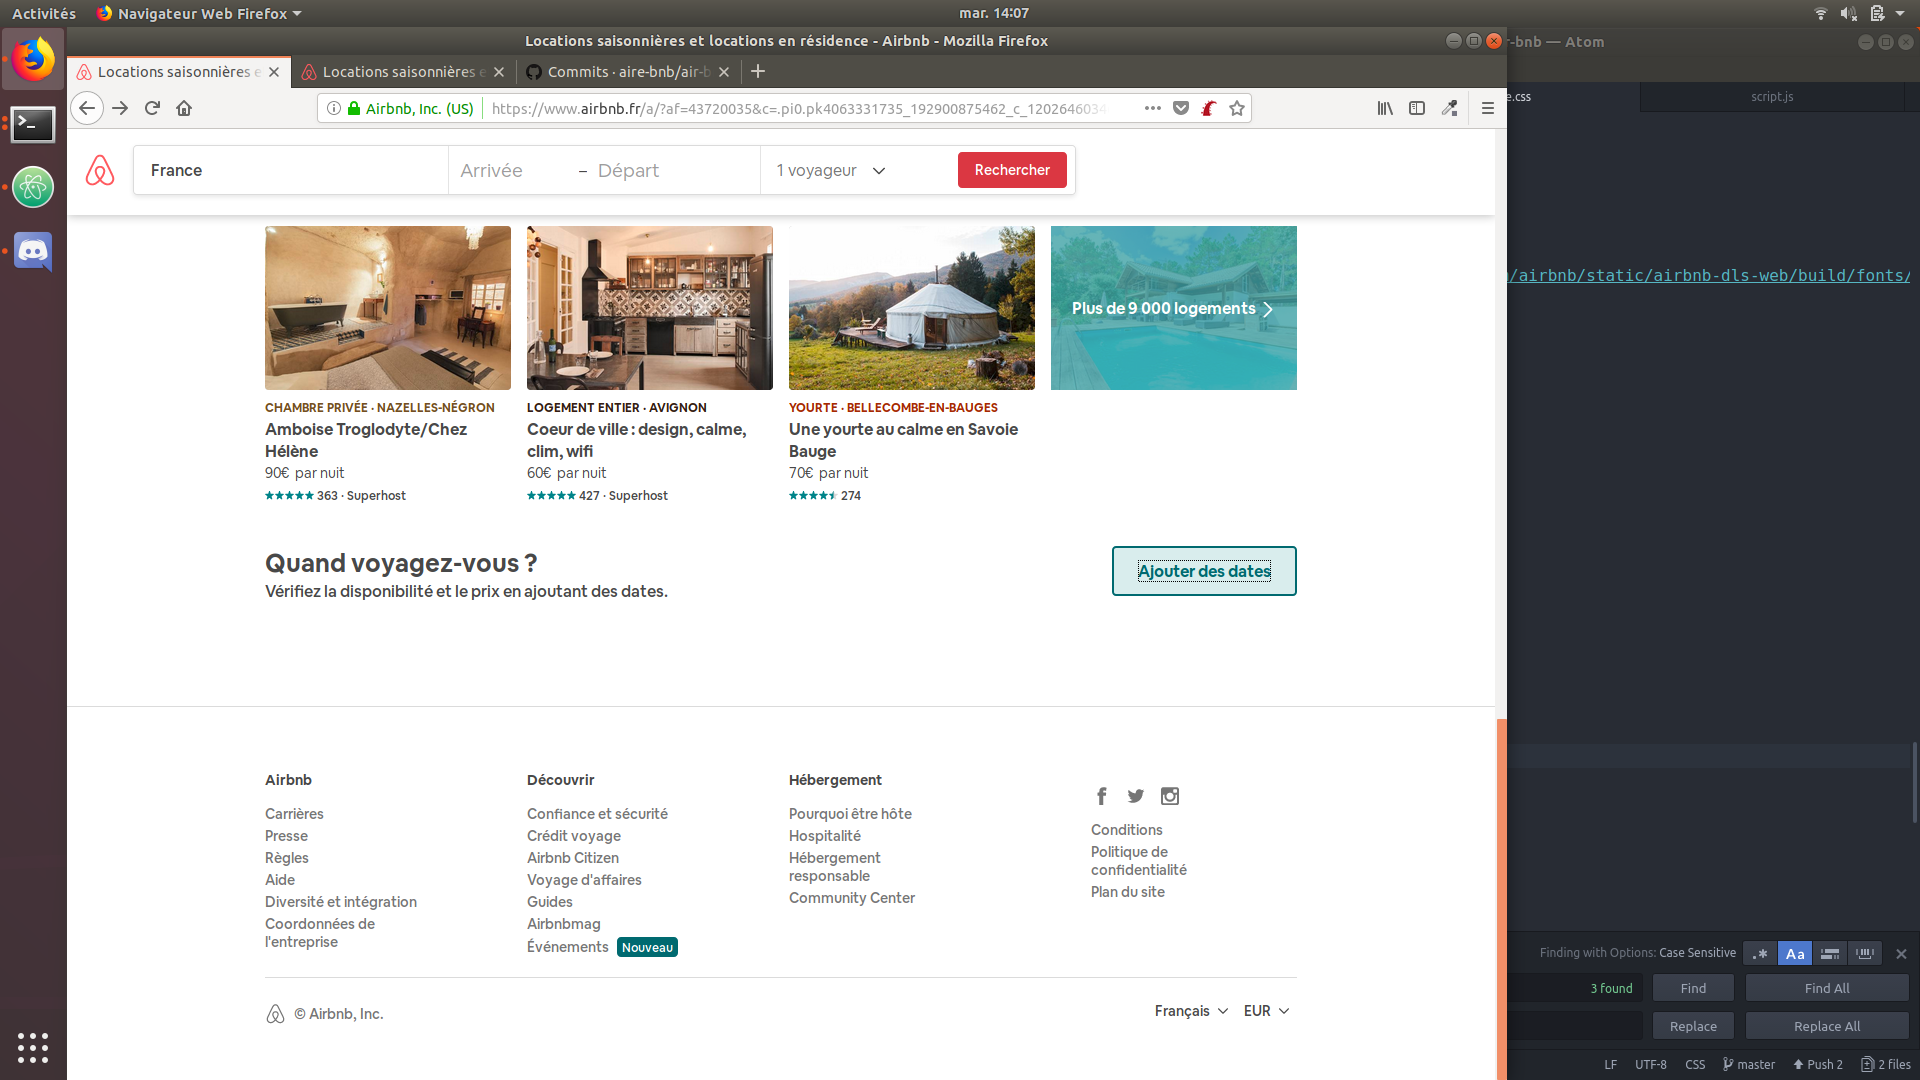 Activités
Navigateur Web Firefox
mar. 14:07
Locations saisonnières et locations en résidence - Airbnb - Mozilla Firefox
-bnb — Atom
Locations saisonnières e
Locations saisonnières e
Commits · aire-bnb/air-b
.css
script.js
Airbnb, Inc. (US)
https://www.airbnb.fr/a/?af=43720035&c=.pi0.pk4063331735_192900875462_c_1202646034
France
Arrivée
–
Départ
1 voyageur
Rechercher
/airbnb/static/airbnb-dls-web/build/fonts/
Plus de 9 000 logements
CHAMBRE PRIVÉE · NAZELLES-NÉGRON
Amboise Troglodyte/Chez
Hélène
90€ par nuit
363 · Superhost
LOGEMENT ENTIER · AVIGNON
Coeur de ville : design, calme,
clim, wifi
60€ par nuit
427 · Superhost
YOURTE · BELLECOMBE-EN-BAUGES
Une yourte au calme en Savoie
Bauge
70€ par nuit
274
Quand voyagez-vous ?
Vérifiez la disponibilité et le prix en ajoutant des dates.
Ajouter des dates
Airbnb
Carrières
Presse
Règles
Aide
Diversité et intégration
Coordonnées de
l'entreprise
Découvrir
Confiance et sécurité
Crédit voyage
Airbnb Citizen
Voyage d'affaires
Guides
Airbnbmag
Événements Nouveau
Hébergement
Pourquoi être hôte
Hospitalité
Hébergement
responsable
Community Center
Conditions
Politique de
confidentialité
Plan du site
© Airbnb, Inc.
Français
EUR
Finding with Options: Case Sensitive
.*
Aa
3 found
Find
Find All
Replace
Replace All
LF
UTF-8
CSS
master
Push 2
2 files